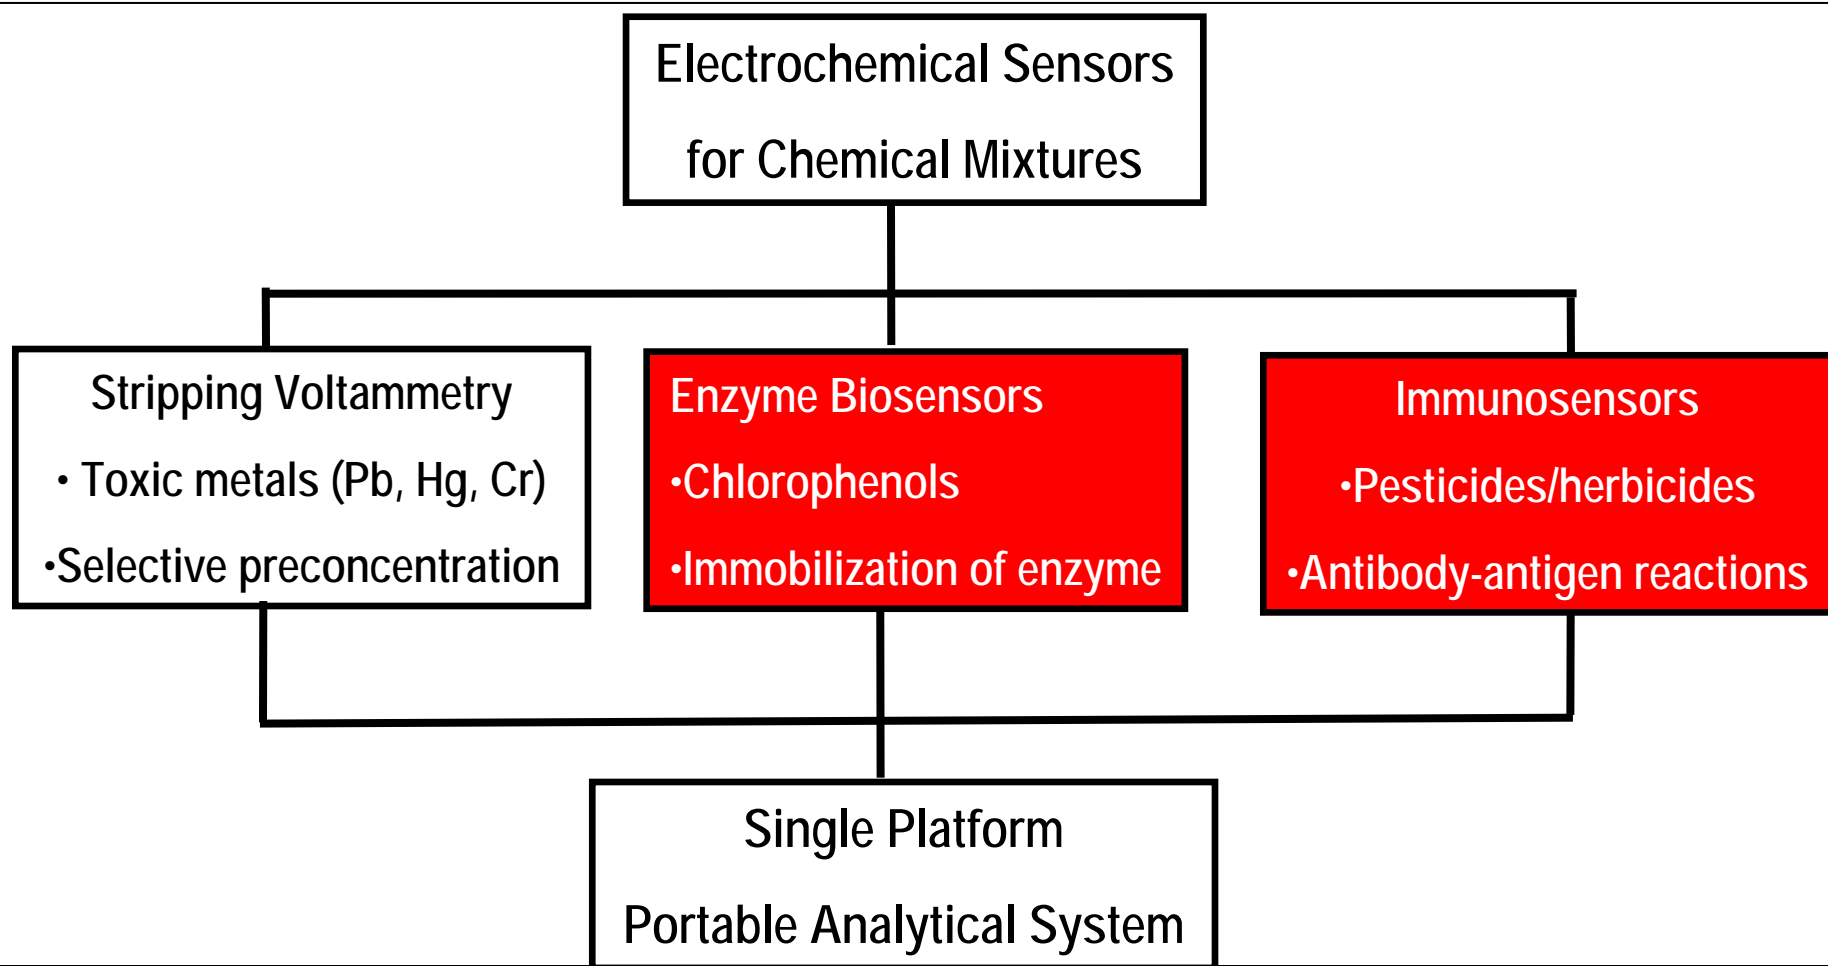 Electrochemical Sensors
for Chemical Mixtures
Stripping Voltammetry
• Toxic metals (Pb, Hg, Cr)
•Selective preconcentration
Enzyme Biosensors
•Chlorophenols
•Immobilization of enzyme
Immunosensors
•Pesticides/herbicides
•Antibody-antigen reactions
Single Platform
Portable Analytical System